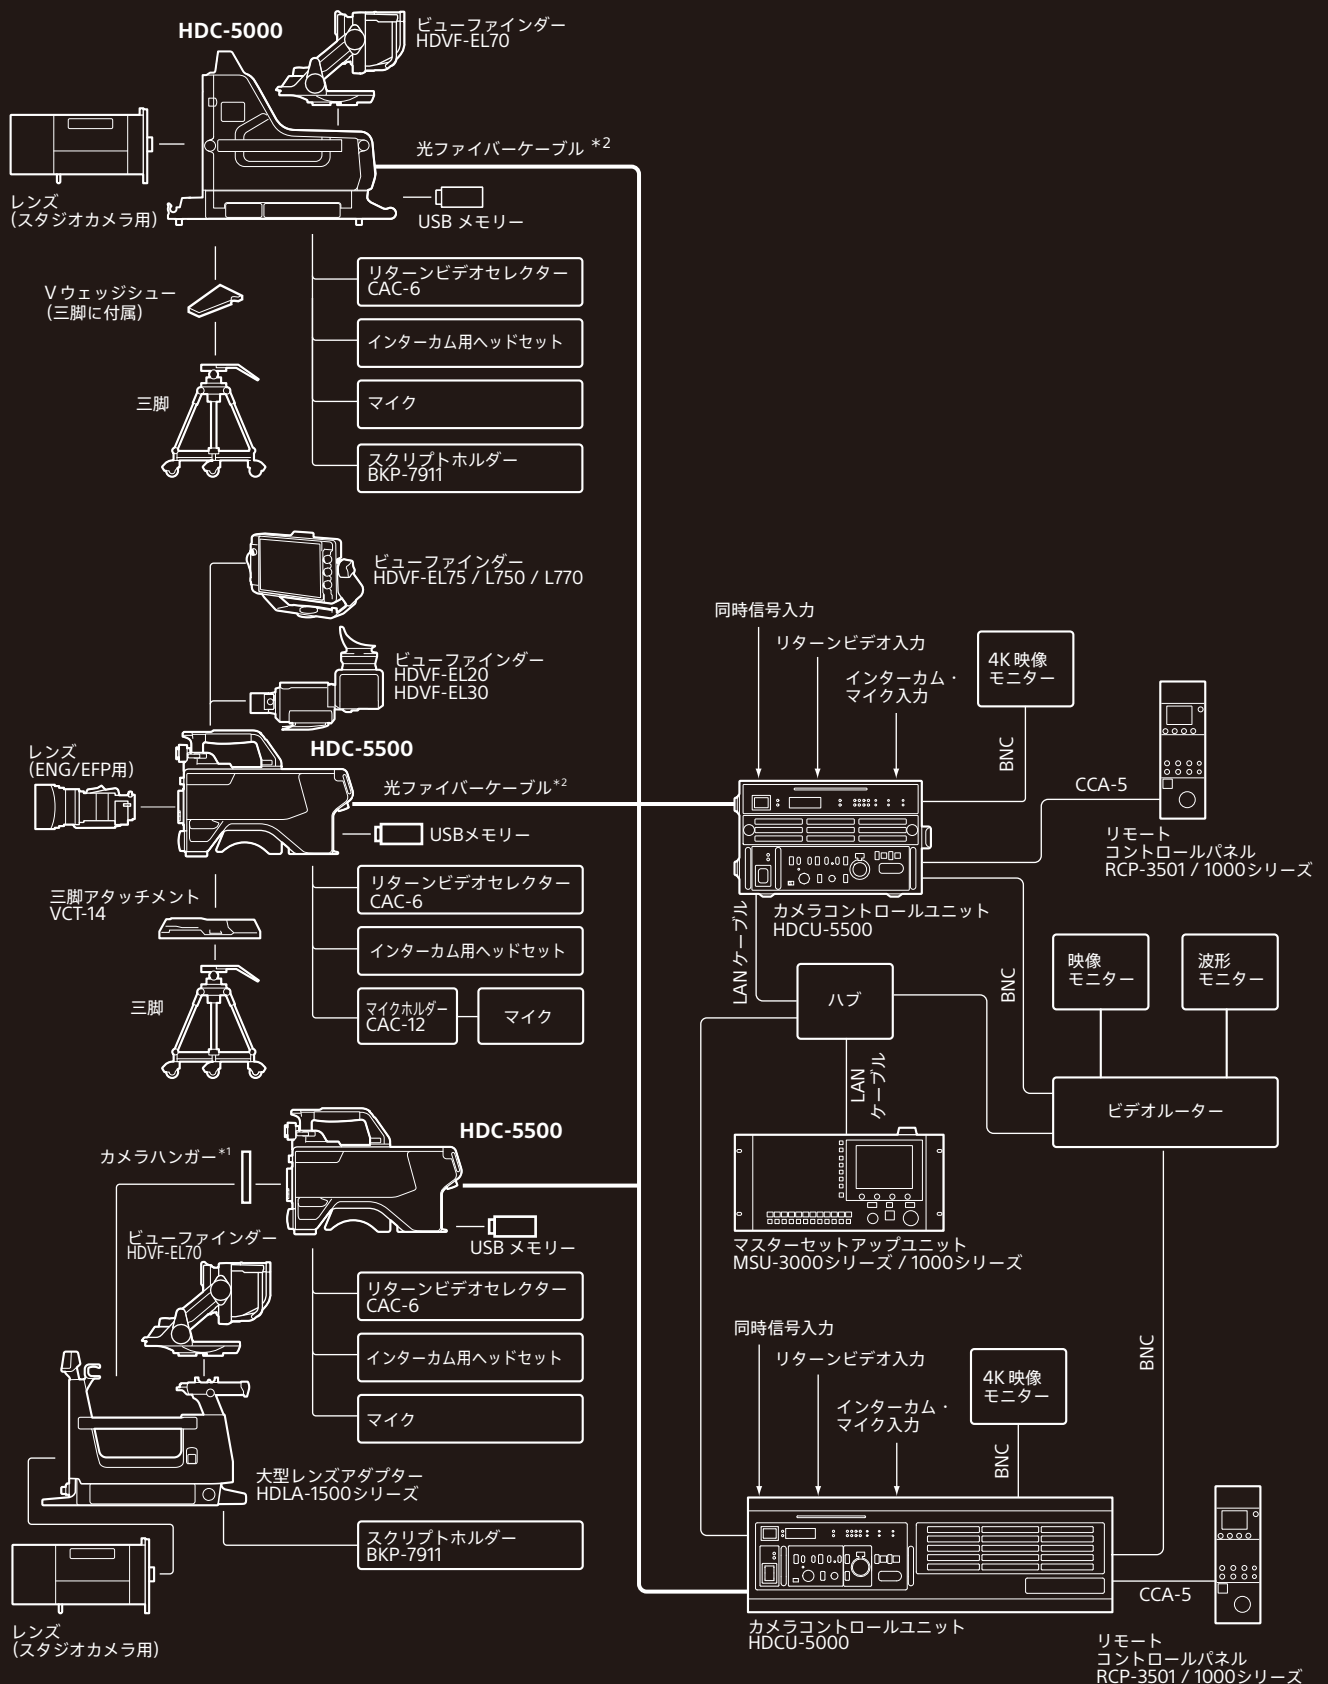 HDC-5000
ビューファインダー
HDVF-EL70
光ファイバーケーブル *2
レンズ
(スタジオカメラ用)
USB メモリー
リターンビデオセレクター
CAC-6
V ウェッジシュー
(三脚に付属)
インターカム用ヘッドセット
三脚
マイク
スクリプトホルダー
BKP-7911
ビューファインダー
HDVF-EL75 / L750 / L770
ビューファインダー
HDVF-EL20
HDVF-EL30
HDC-5500
レンズ
(ENG/EFP用)
光ファイバーケーブル*2
USBメモリー
三脚アタッチメント
VCT-14
リターンビデオセレクター
CAC-6
インターカム用ヘッドセット
三脚
マイクホルダー
CAC-12
マイク
HDC-5500
カメラハンガー*1
USB メモリー
ビューファインダー
HDVF-EL70
リターンビデオセレクター
CAC-6
インターカム用ヘッドセット
マイク
大型レンズアダプター
HDLA-1500シリーズ
スクリプトホルダー
BKP-7911
レンズ
(スタジオカメラ用)
同時信号入力
リターンビデオ入力
インターカム・
マイク入力
4K 映像
モニター
BNC
CCA-5
リモート
コントロールパネル
RCP-3501 / 1000シリーズ
カメラコントロールユニット
HDCU-5500
LAN ケーブル
BNC
映像
モニター
波形
モニター
ハブ
LAN
ケーブル
ビデオルーター
マスターセットアップユニット
MSU-3000シリーズ / 1000シリーズ
同時信号入力
リターンビデオ入力
インターカム・
マイク入力
4K 映像
モニター
BNC
BNC
CCA-5
カメラコントロールユニット
HDCU-5000
リモート
コントロールパネル
RCP-3501 / 1000シリーズ